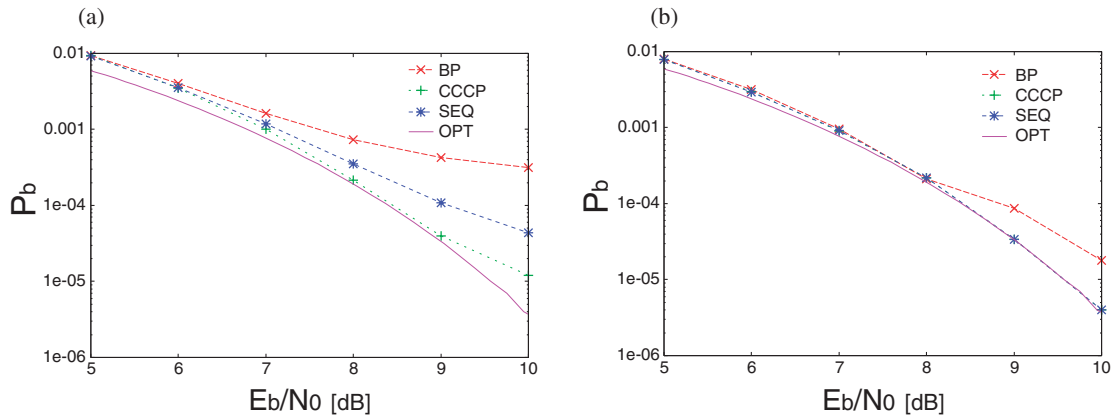 (a)
0.01
0.001
1e-04
1e-05
1e-06
Pb
BP
CCCP
SEQ
OPT
5 6 7 8 9 10
Eb/N0 [dB]
(b)
0.01
0.001
1e-04
1e-05
1e-06
Pb
BP
CCCP
SEQ
OPT
5 6 7 8 9 10
Eb/N0 [dB]